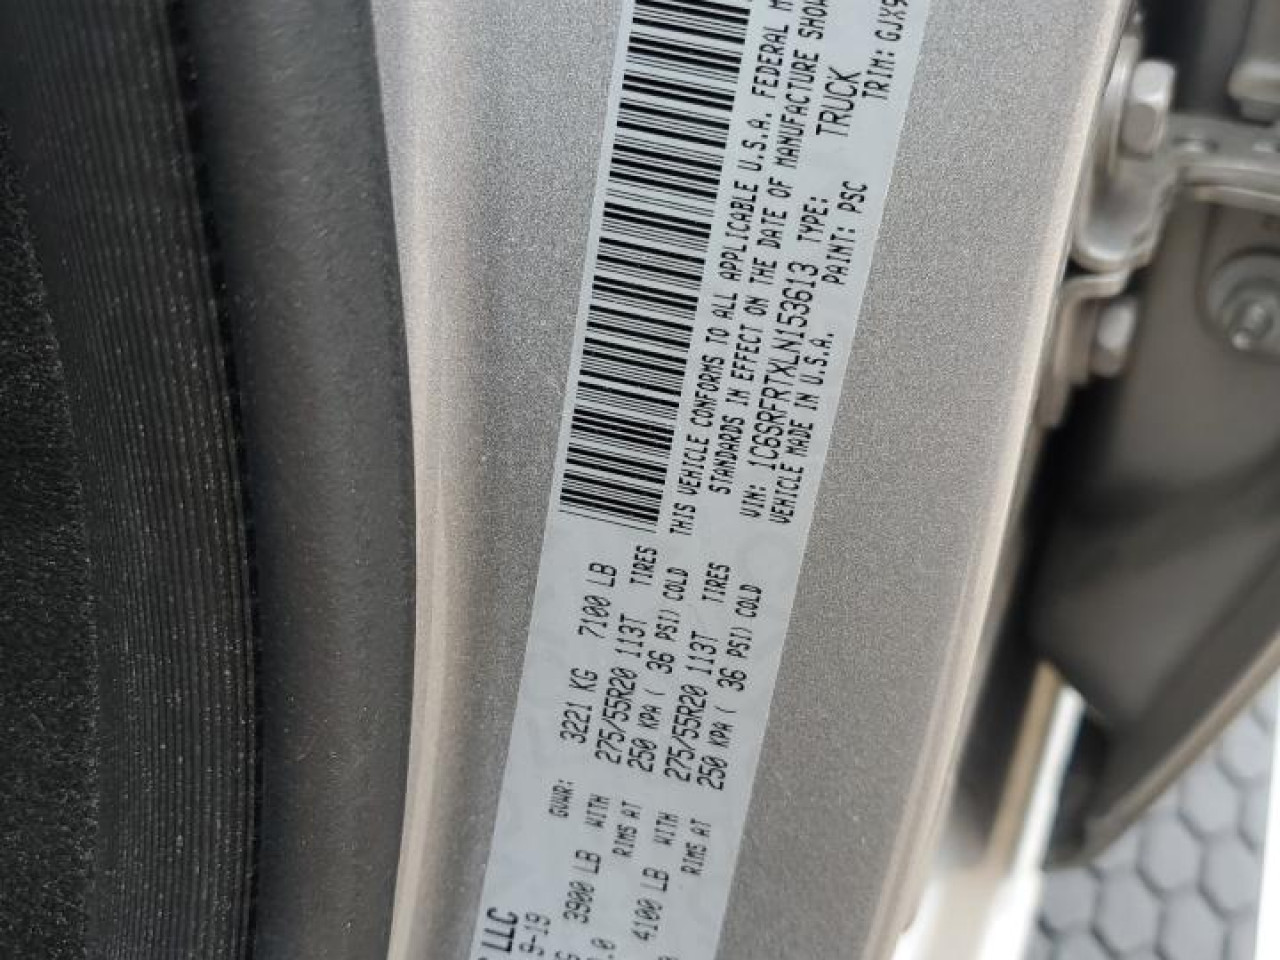 LLC
9-19 GVWR: 3221 KG 7100 LB
3900 LB WITH 275/55R20 113T TIRES
RIMS AT 250 KPA ( 36 PSI) COLD
4100 LB WITH 275/55R20 113T TIRES
RIMS AT 250 KPA ( 36 PSI) COLD
THIS VEHICLE CONFORMS TO ALL APPLICABLE U.S.A. FEDERAL
STANDARDS IN EFFECT ON THE DATE OF MANUFACTURE
VIN: 1C6SRFRTXLN153613 TYPE: TRUCK
VEHICLE MADE IN U.S.A. PAINT: PSC TRIM: